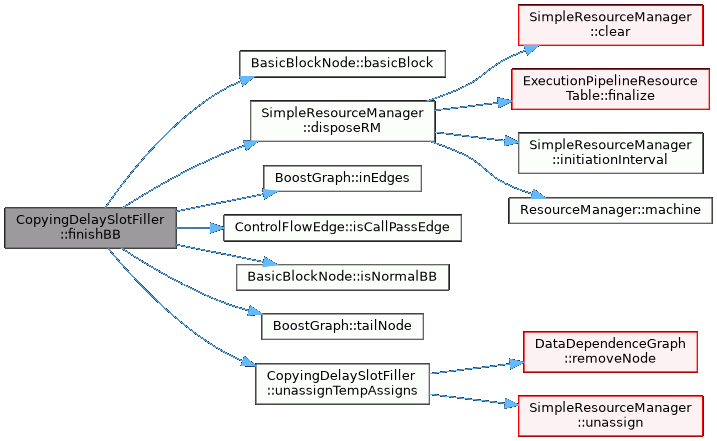 CopyingDelaySlotFiller
::finishBB
BasicBlockNode::basicBlock
SimpleResourceManager
::disposeRM
SimpleResourceManager
::clear
ExecutionPipelineResource
Table::finalize
SimpleResourceManager
::initiationInterval
ResourceManager::machine
BoostGraph::inEdges
ControlFlowEdge::isCallPassEdge
BasicBlockNode::isNormalBB
BoostGraph::tailNode
CopyingDelaySlotFiller
::unassignTempAssigns
DataDependenceGraph
::removeNode
SimpleResourceManager
::unassign